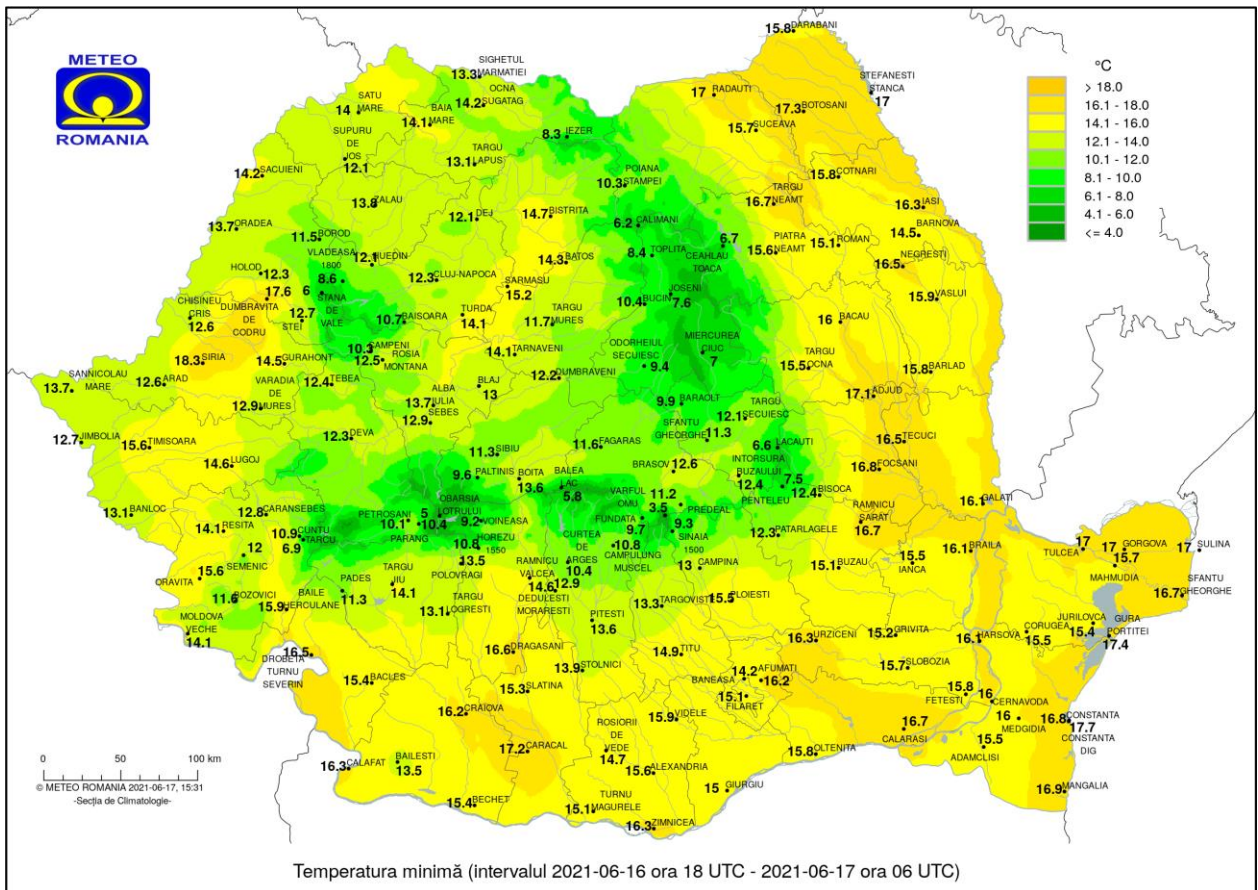 METEO
ROMANIA
15.8 DARABANI
SIGHETUL
13.3 MARMATIEI
STEFANESTI
STANCA
17
OCNA
14.2 SUGATAG
SATU
14 MARE
BAIA
14.1 MARE
17 RADAUTI
17.3 BOTOSANI
15.7 SUCEAVA
8.3 IEZER
SUPURU
DE
JOS
12.1
TARGU
13.1 LAPUS
POIANA
10.3 STAMPEI
14.2 SACUIENI
15.8 COTNARI
13.8 ZALAU
TARGU
16.7 NEAMT
16.3 IASI
13.7 ORADEA
12.1 DEJ
14.7 BISTRITA
6.2 CALIMANI
BARNOVA
14.5
11.5 BOROD
6.7
CEAHLAU
TOACA
PIATRA
15.6 NEAMT
15.1 ROMAN
VLADEASA
1800
8.6
12.1 HUEDIN
14.3 BATOS
8.4 TOPLITA
NEGRESTI
16.5
HOLOD
12.3
12.3 CLUJ-NAPOCA
SARMASU
15.2
JOSENI
7.6
15.9 VASLUI
17.6
DUMBRAVITA
DE
CODRU
6
STANA
DE
VALE
10.4 BUCIN
CHISINEU
CRIS
12.6
12.7
STEI
10.7 BAISOARA
TURDA
14.1
TARGU
11.7 MURES
16 BACAU
MIERCUREA
CIUC
7
18.3 SIRIA
14.5 GURAHONT
10.3 CAMPENI
12.5 ROSIA
MONTANA
14.1 TARNAVENI
ODORHEIUL
SECUIESC
9.4
TARGU
15.5 OCNA
15.8 BARLAD
SANNICOLAU
13.7 MARE
12.6 ARAD
VARADIA
DE
12.9 MURES
12.4 TEBEA
BLAJ
13
12.2 DUMBRAVENI
17.1 ADJUD
ALBA
13.7 IULIA
SEBES
12.9
9.9 BARAOLT
TARGU
12.1 SECUIESC
12.7 JIMBOLIA
15.6 TIMISOARA
12.3 DEVA
11.3 SIBIU
11.6 FAGARAS
SFANTU
GHEORGHE 11.3
6.6 LACAUTI
16.5 TECUCI
14.6 LUGOJ
9.6 PALTINIS
BOITA
13.6
BALEA
LAC
5.8
BRASOV 12.6
INTORSURA
BUZAULUI
12.4
7.5
PENTELEU
16.8 FOCSANI
12.4 BISOCA
13.1 BANLOC
12.8 CARANSEBES
OBARSIA
5 LOTRULUI
VARFUL
OMU 3.5
11.2
PREDEAL
RAMNICU
SARAT
16.7
16.1 GALATI
14.1 RESITA
10.9 CUNTU
TARCU
6.9
PETROSANI
10.1
10.4
PARANG
9.2 VOINEASA
FUNDATA
9.7
9.3
SINAIA
1500
12.3 PATARLAGELE
12
SEMENIC
10.8 HOREZU
1550
13.5
POLOVRAGI
CURTEA
DE
ARGES
10.4
10.8
CAMPULUNG
MUSCEL
13 CAMPINA
15.1 BUZAU
15.5
IANCA
16.1 BRAILA
TULCEA 17
17 GORGOVA
15.7
MAHMUDIA
17 SULINA
15.6
ORAVITA
TARGU
JIU
14.1
RAMNICU
VALCEA
14.6
12.9
DEDULESTI
MORARESTI
SFANTU
16.7 GHEORGHE
11.6 BOZOVICI
BAILE
15.9 HERCULANE
PADES
11.3
TARGU
13.1 LOGRESTI
13.3 TARGOVISTE
15.5 PLOIESTI
MOLDOVA
VECHE
14.1
PITESTI
13.6
16.3 URZICENI
15.2 GRIVITA
16.1 HARSOVA
CORUGEA
15.5
JURILOVCA
15.4
GURA
PORTITEI
17.4
16.5
DROBETA
TURNU
SEVERIN
16.6 DRAGASANI
14.9 TITU
13.9 STOLNICI
15.4 BACLES
15.3 SLATINA
14.2
BANEASA
AFUMATI
16.2
15.1
FILARET
15.7 SLOBOZIA
15.8
FETESTI
16
CERNAVODA
16.2 CRAIOVA
ROSIORII
DE
VEDE
14.7
15.9 VIDELE
16.7
CALARASI
16
MEDGIDIA
16.8 CONSTANTA
17.7
CONSTANTA
DIG
17.2 CARACAL
15.8 OLTENITA
15.5
ADAMCLISI
16.3 CALAFAT
BAILESTI
13.5
15.6 ALEXANDRIA
15 GIURGIU
16.9 MANGALIA
15.4 BECHET
TURNU
15.1 MAGURELE
16.3 ZIMNICEA
°C
> 18.0
16.1 - 18.0
14.1 - 16.0
12.1 - 14.0
10.1 - 12.0
8.1 - 10.0
6.1 - 8.0
4.1 - 6.0
<= 4.0
0 50 100 km
© METEO ROMANIA 2021-06-17, 15:31
-Secția de Climatologie-
Temperatura minimă (intervalul 2021-06-16 ora 18 UTC - 2021-06-17 ora 06 UTC)